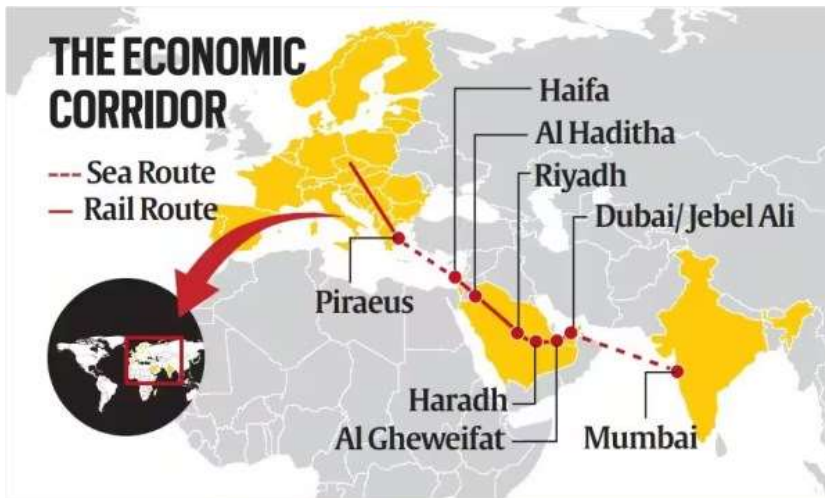 THE ECONOMIC
CORRIDOR
Sea Route
Rail Route
Haifa
Al Haditha
Riyadh
Dubai/Jebel Ali
Piraeus
Haradh
Al Gheweifat
Mumbai